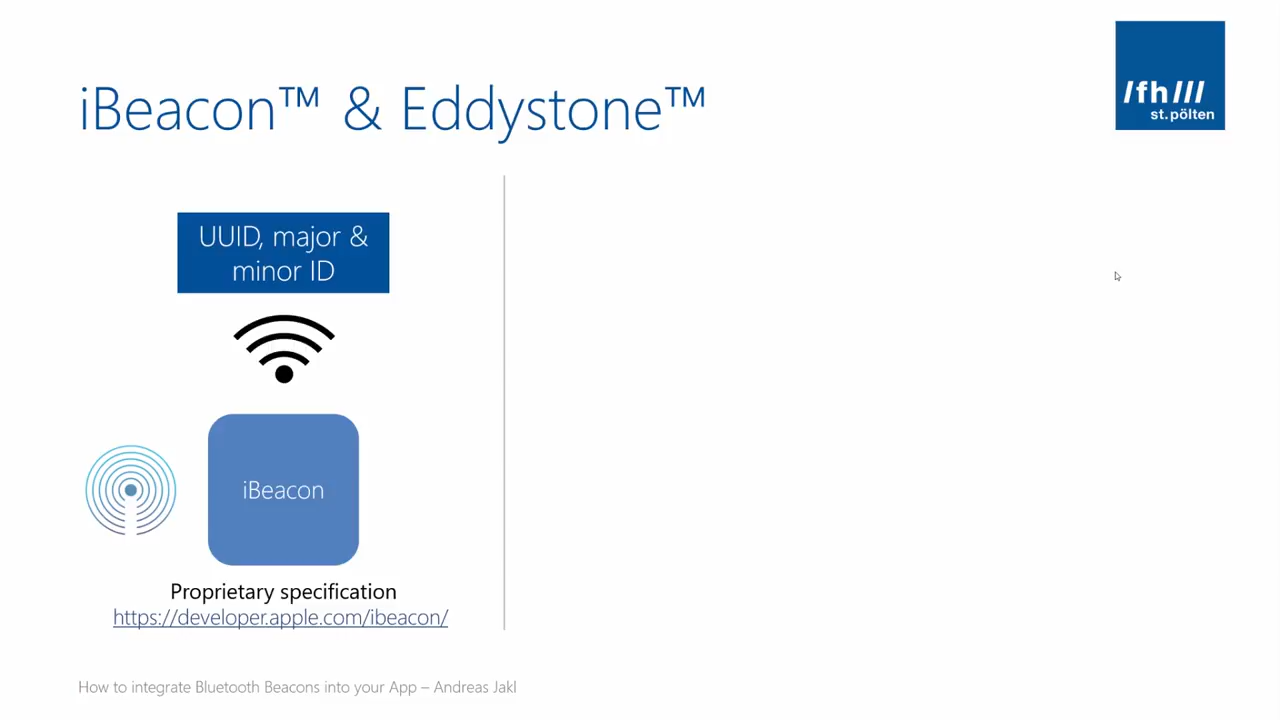 iBeacon™ & Eddystone™
/fh///
st.pölten
UUID, major &
minor ID
iBeacon
Proprietary specification
https://developer.apple.com/ibeacon/
How to integrate Bluetooth Beacons into your App – Andreas Jakl